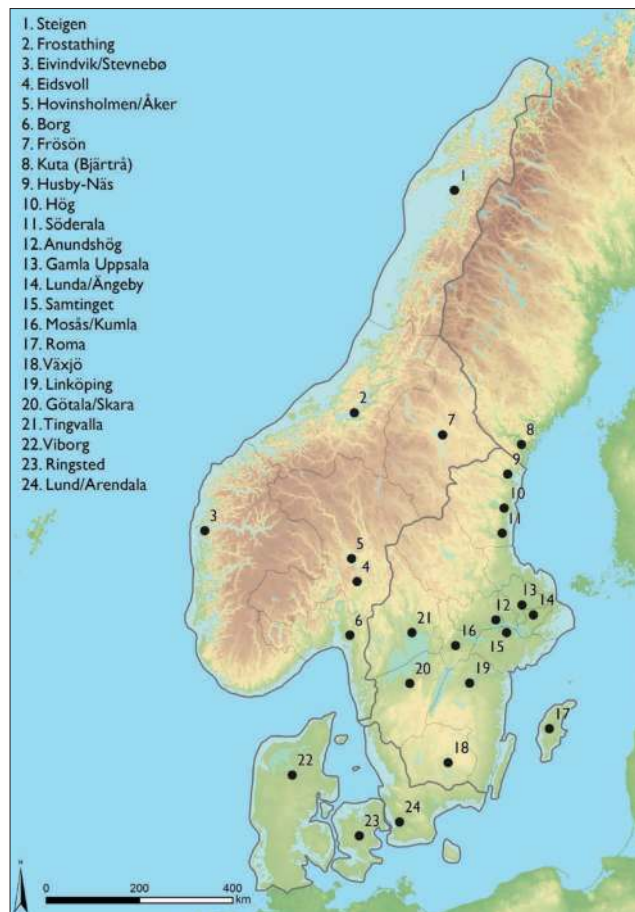 1. Steigen
2. Frostathing
3. Eivindvik/Stevnebø
4. Eidsvoll
5. Hovinsholmen/Åker
6. Borg
7. Frösön
8. Kuta (Bjärtrå)
9. Husby-Näs
10. Hög
11. Söderala
12. Anundshög
13. Gamla Uppsala
14. Lunda/Ängeby
15. Samtinget
16. Mosås/Kumla
17. Roma
18. Växjö
19. Linköping
20. Götala/Skara
21. Tingvalla
22. Viborg
23. Ringsted
24. Lund/Arendala
1
2
7
8
9
10
3
11
5
4
13
14
12
6
21
16
15
20
19
17
18
22
24
23
N
0 200 400
km